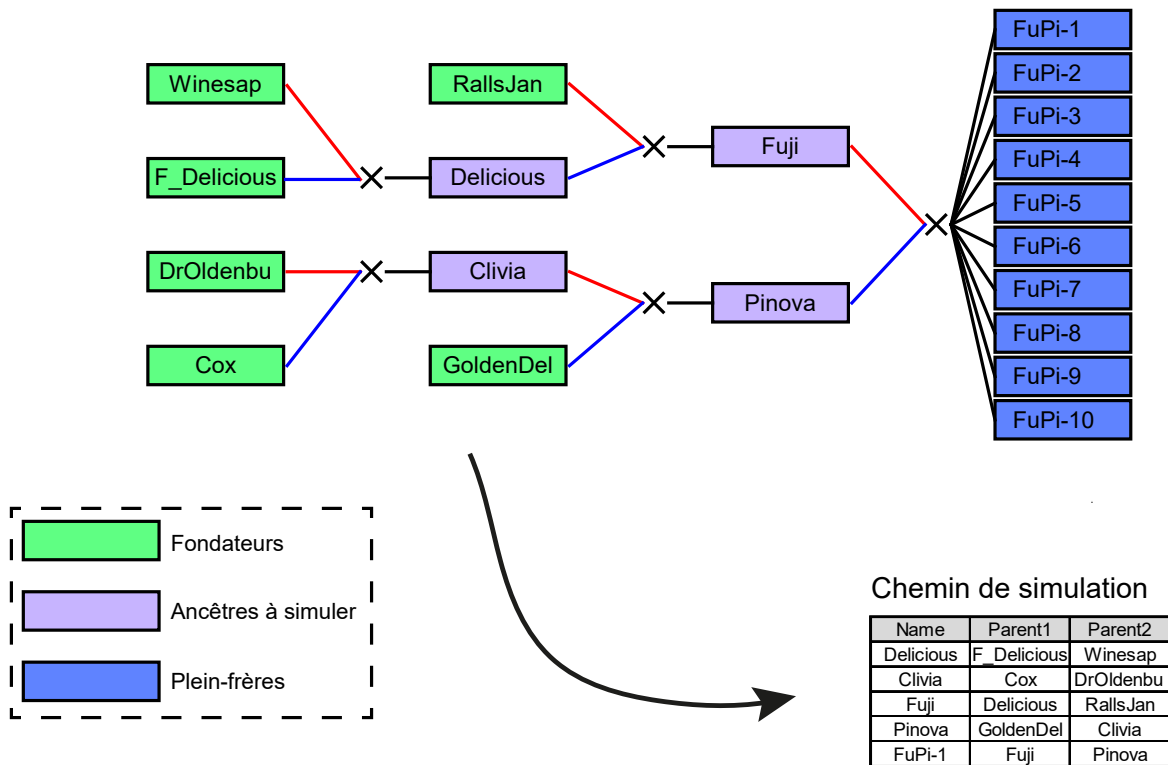 FuPi-1
Winesap
RallsJan
FuPi-2
FuPi-3
Fuji
FuPi-4
F_Delicious
Delicious
FuPi-5
FuPi-6
DrOldenbu
Clivia
FuPi-7
Pinova
FuPi-8
Cox
GoldenDel
FuPi-9
FuPi-10
Fondateurs
Ancêtres à simuler
Plein-frères
Chemin de simulation
Name Parent1 Parent2
Delicious F_Delicious Winesap
Clivia Cox DrOldenbu
Fuji Delicious RallsJan
Pinova GoldenDel Clivia
FuPi-1 Fuji Pinova